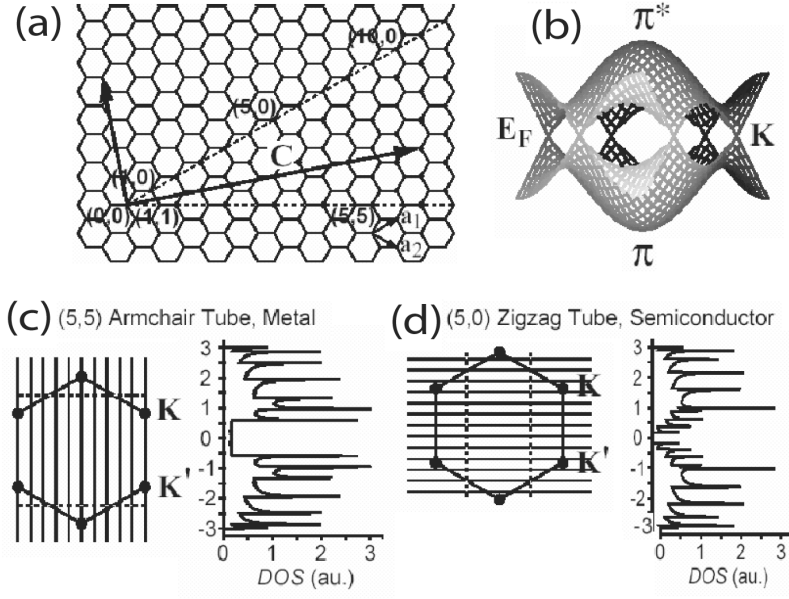 (a)
(10,0)
(5,0)
C
(1,0)
(0,0)
(1,1)
(5,5)
a1
a2
(b)
π*
EF
K
π
(c) (5,5) Armchair Tube, Metal
K
K'
3
2
1
0
-1
-2
-3
0 1 2 3
DOS (au.)
(d) (5,0) Zigzag Tube, Semiconductor
K
K'
3
2
1
0
-1
-2
-3
0 1 2 3
DOS (au.)